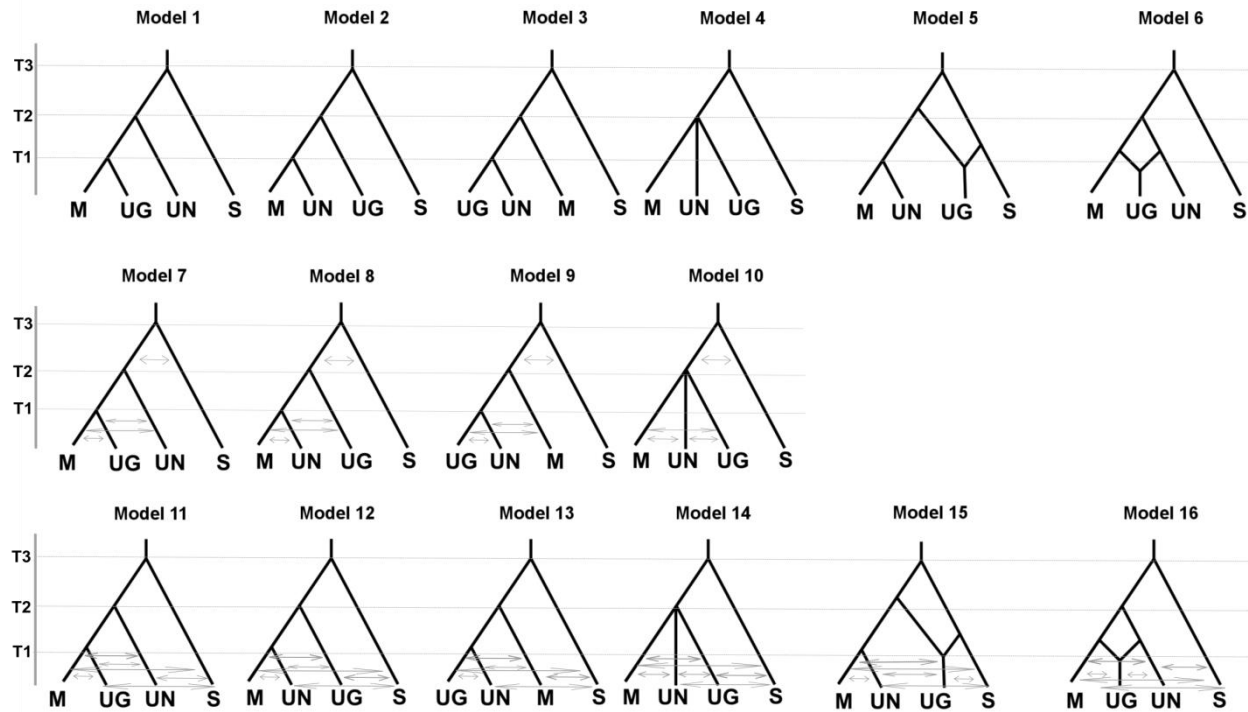 Model 1 Model 2 Model 3 Model 4 Model 5 Model 6
T3
T2
T1
M UG UN S M UN UG S UG UN M S M UN UG S M UN UG S M UG UN S
Model 7 Model 8 Model 9 Model 10
T3
T2
T1
M UG UN S M UN UG S UG UN M S M UN UG S
Model 11 Model 12 Model 13 Model 14 Model 15 Model 16
T3
T2
T1
M UG UN S M UN UG S UG UN M S M UN UG S M UN UG S M UG UN S